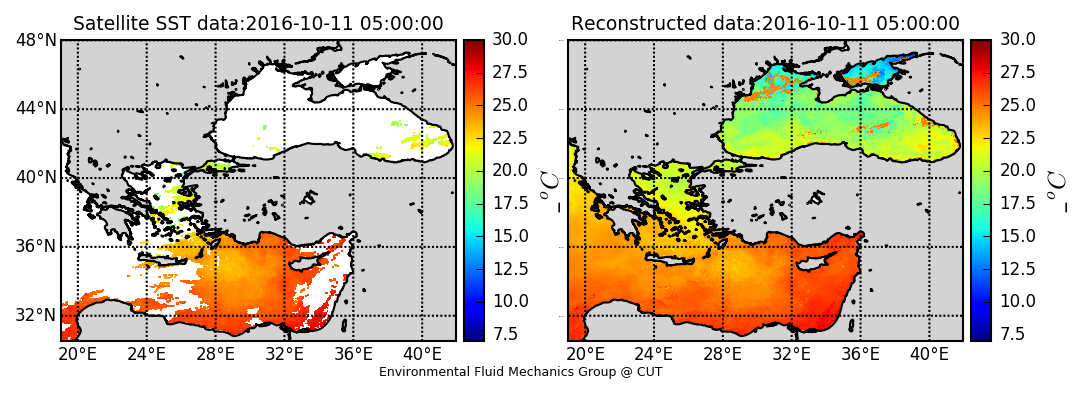 Satellite SST data:2016-10-11 05:00:00
48°N
44°N
40°N
36°N
32°N
20°E 24°E 28°E 32°E 36°E 40°E
30.0
27.5
25.0
22.5
20.0
17.5
15.0
12.5
10.0
7.5
_°C
Reconstructed data:2016-10-11 05:00:00
20°E 24°E 28°E 32°E 36°E 40°E
30.0
27.5
25.0
22.5
20.0
17.5
15.0
12.5
10.0
7.5
_°C
Environmental Fluid Mechanics Group @ CUT